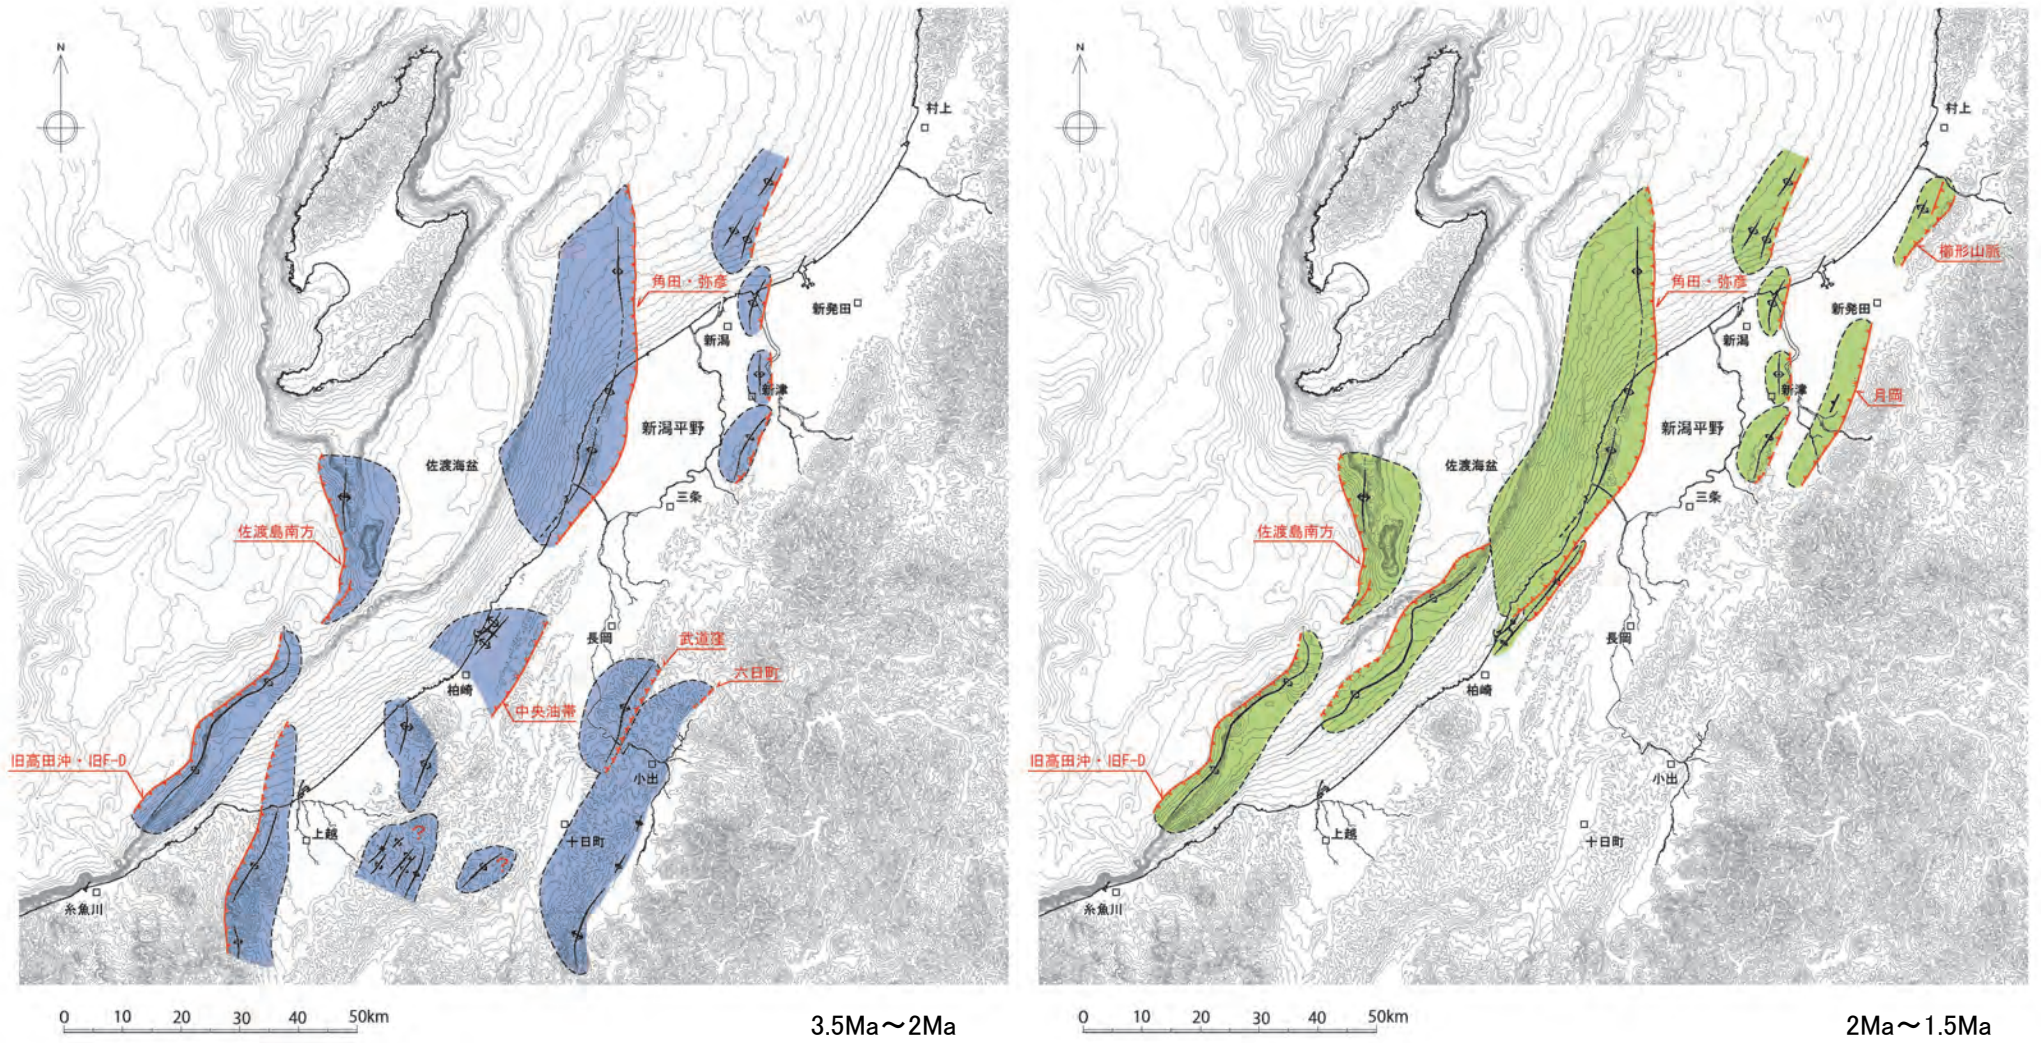 N
村上
角田・弥彦
新発田
新潟
新津
新潟平野
佐渡海盆
三条
佐渡島南方
長岡
武道窪
六日町
柏崎
中央油帯
旧高田沖・旧F-D
小出
?
上越
十日町
?
糸魚川
0 10 20 30 40 50km
3.5Ma～2Ma
N
村上
櫛形山脈
角田・弥彦
新発田
新潟
新津
月岡
新潟平野
佐渡海盆
三条
佐渡島南方
長岡
柏崎
旧高田沖・旧F-D
小出
上越
十日町
糸魚川
0 10 20 30 40 50km
2Ma～1.5Ma